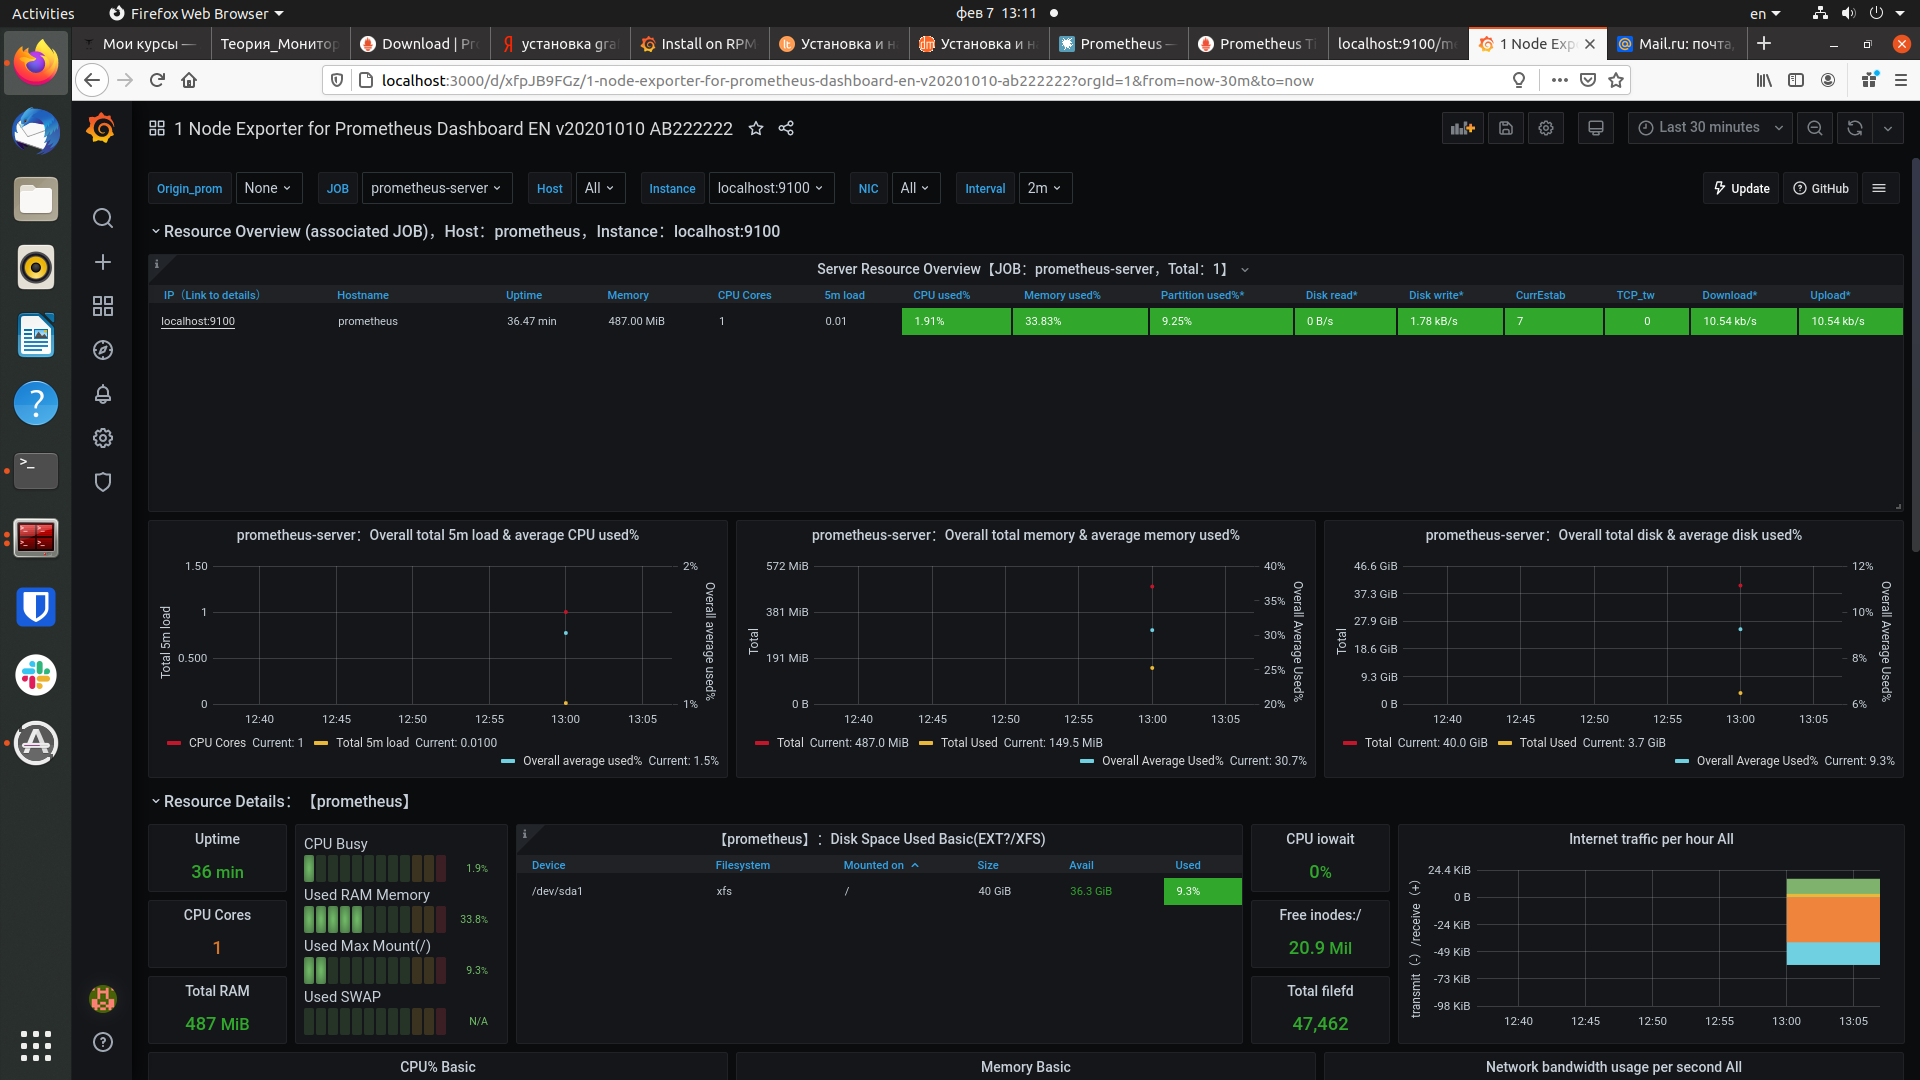 Activities Firefox Web Browser фев 7 13:11 en
Мои курсы — Теория_Монитор Download | Pr установка gra Install on RPM Установка и н Установка и н Prometheus — Prometheus Ti localhost:9100/me 1 Node Exp Mail.ru: почта,
localhost:3000/d/xfpJB9FGz/1-node-exporter-for-prometheus-dashboard-en-v20201010-ab222222?orgId=1&from=now-30m&to=now
1 Node Exporter for Prometheus Dashboard EN v20201010 AB222222 Last 30 minutes
Origin_prom None JOB prometheus-server Host All Instance localhost:9100 NIC All Interval 2m Update GitHub
Resource Overview (associated JOB)，Host：prometheus，Instance：localhost:9100
Server Resource Overview【JOB：prometheus-server，Total：1】
IP（Link to details） Hostname Uptime Memory CPU Cores 5m load CPU used% Memory used% Partition used%* Disk read* Disk write* CurrEstab TCP_tw Download* Upload*
localhost:9100 prometheus 36.47 min 487.00 MiB 1 0.01 1.91% 33.83% 9.25% 0 B/s 1.78 kB/s 7 0 10.54 kb/s 10.54 kb/s
prometheus-server：Overall total 5m load & average CPU used%
1.50
1
0.500
0
Total 5m load
2%
1%
Overall average used%
12:40 12:45 12:50 12:55 13:00 13:05
CPU Cores Current: 1 Total 5m load Current: 0.0100
Overall average used% Current: 1.5%
prometheus-server：Overall total memory & average memory used%
572 MiB
381 MiB
191 MiB
0 B
Total
40%
35%
30%
25%
20%
Overall Average Used%
12:40 12:45 12:50 12:55 13:00 13:05
Total Current: 487.0 MiB Total Used Current: 149.5 MiB
Overall Average Used% Current: 30.7%
prometheus-server：Overall total disk & average disk used%
46.6 GiB
37.3 GiB
27.9 GiB
18.6 GiB
9.3 GiB
0 B
Total
12%
10%
8%
6%
Overall Average Used%
12:40 12:45 12:50 12:55 13:00 13:05
Total Current: 40.0 GiB Total Used Current: 3.7 GiB
Overall Average Used% Current: 9.3%
Resource Details：【prometheus】
Uptime
36 min
CPU Cores
1
Total RAM
487 MiB
CPU Busy
1.9%
Used RAM Memory
33.8%
Used Max Mount(/)
9.3%
Used SWAP
N/A
【prometheus】：Disk Space Used Basic(EXT?/XFS)
Device Filesystem Mounted on Size Avail Used
/dev/sda1 xfs / 40 GiB 36.3 GiB 9.3%
CPU iowait
0%
Free inodes:/
20.9 Mil
Total filefd
47,462
Internet traffic per hour All
24.4 KiB
0 B
-24 KiB
-49 KiB
-73 KiB
-98 KiB
transmit（-）/receive（+）
12:40 12:45 12:50 12:55 13:00 13:05
CPU% Basic
Memory Basic
Network bandwidth usage per second All